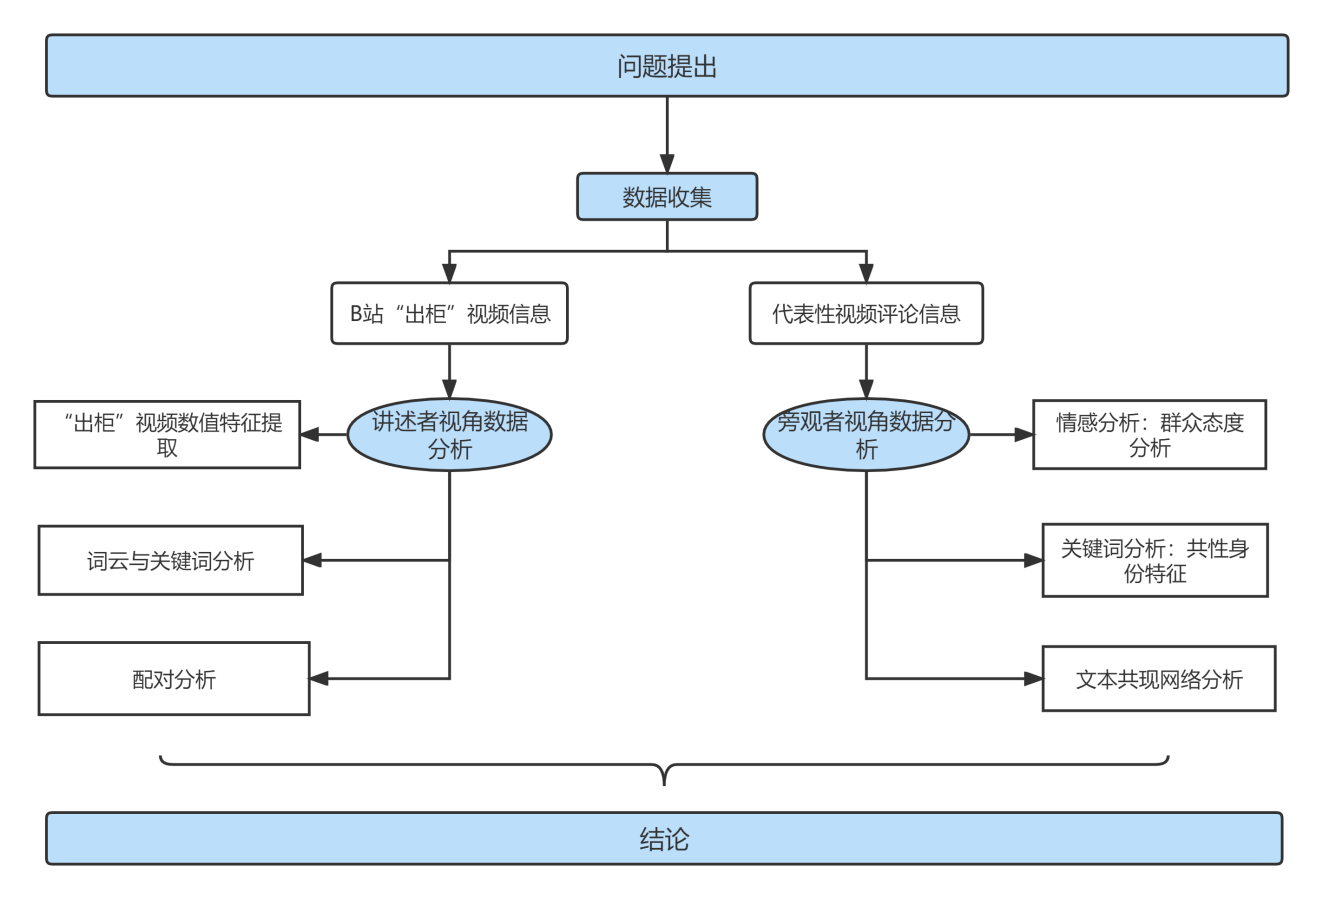 问题提出
数据收集
B站“出柜”视频信息
代表性视频评论信息
“出柜”视频数值特征提
取
讲述者视角数据
分析
旁观者视角数据分
析
情感分析：群众态度
分析
词云与关键词分析
关键词分析：共性身
份特征
配对分析
文本共现网络分析
结论